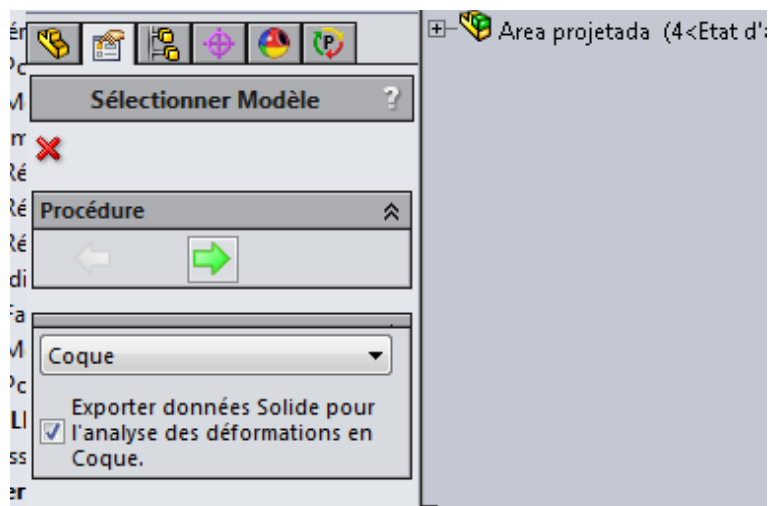 Area projetada (4<Etat d'
Sélectionner Modèle ?
Procédure
Coque
Exporter données Solide pour
l'analyse des déformations en
Coque.